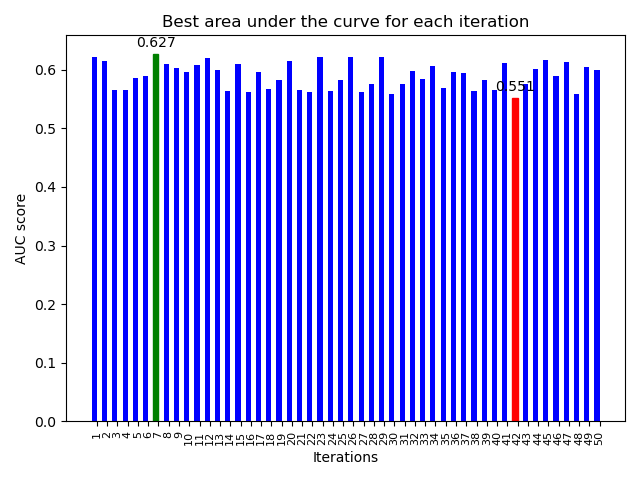 Best area under the curve for each iteration
0.627
0.551
AUC score
0.6
0.5
0.4
0.3
0.2
0.1
0.0
1 2 3 4 5 6 7 8 9 10 11 12 13 14 15 16 17 18 19 20 21 22 23 24 25 26 27 28 29 30 31 32 33 34 35 36 37 38 39 40 41 42 43 44 45 46 47 48 49 50
Iterations